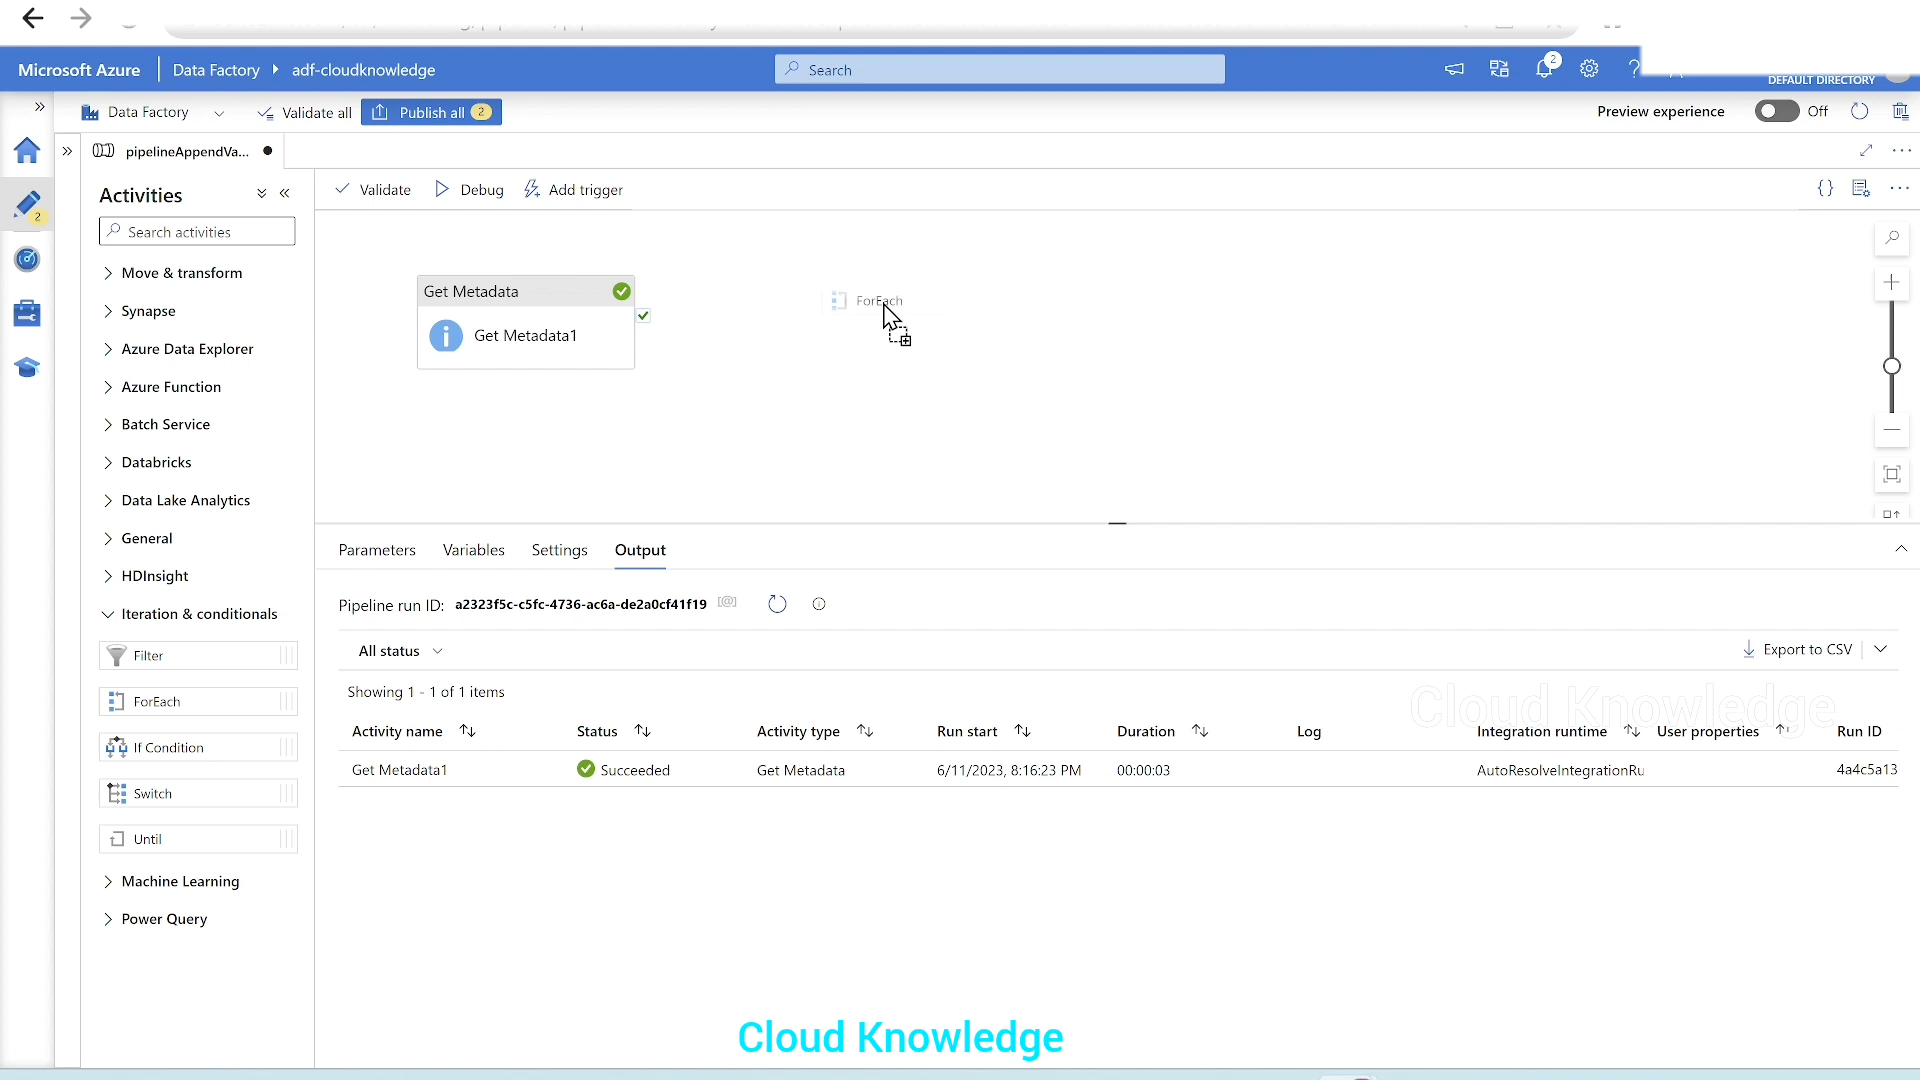 Microsoft Azure
Data Factory
adf-cloudknowledge
Search
2
DEFAULT DIRECTORY
Data Factory
Validate all
Publish all
2
Preview experience
Off
pipelineAppendVa...
Activities
Validate
Debug
Add trigger
2
Search activities
Move & transform
Synapse
Azure Data Explorer
Azure Function
Batch Service
Databricks
Data Lake Analytics
General
HDInsight
Iteration & conditionals
Filter
ForEach
If Condition
Switch
Until
Machine Learning
Power Query
Get Metadata
Get Metadata1
ForEach
Parameters
Variables
Settings
Output
Pipeline run ID: a2323f5c-c5fc-4736-ac6a-de2a0cf41f19
All status
Export to CSV
Showing 1 - 1 of 1 items
Cloud Knowledge
Activity name
Status
Activity type
Run start
Duration
Log
Integration runtime
User properties
Run ID
Get Metadata1
Succeeded
Get Metadata
6/11/2023, 8:16:23 PM
00:00:03
AutoResolveIntegrationRu
4a4c5a13
Cloud Knowledge